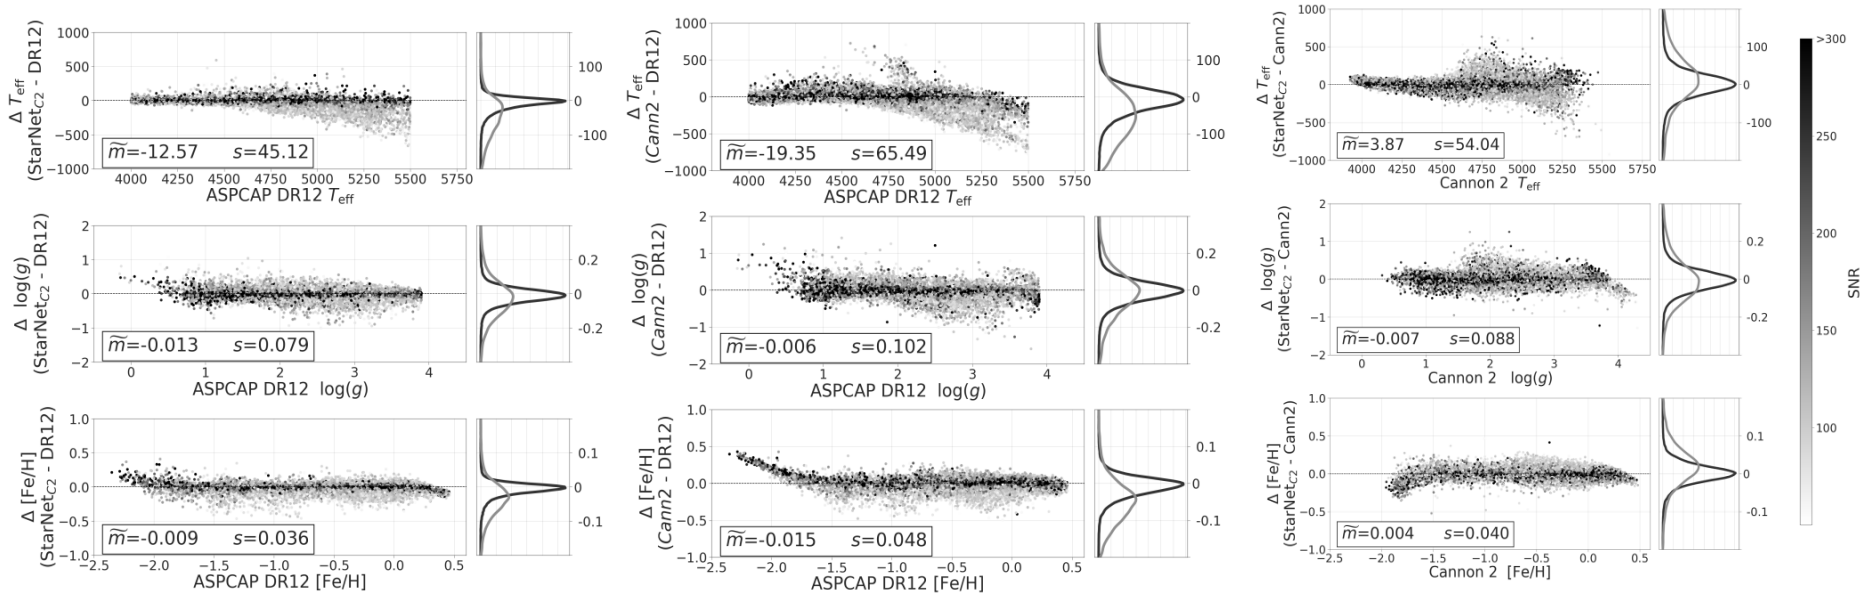 1000
500
0
−500
−1000
Δ Teff
(StarNetC2 - DR12)
m̃=-12.57 s=45.12
4000 4250 4500 4750 5000 5250 5500 5750
ASPCAP DR12 Teff
100
0
-100
1000
500
0
−500
−1000
Δ Teff
(Cann2 - DR12)
m̃=-19.35 s=65.49
4000 4250 4500 4750 5000 5250 5500 5750
ASPCAP DR12 Teff
100
0
-100
1000
500
0
−500
−1000
Δ Teff
(StarNetC2 - Cann2)
m̃=3.87 s=54.04
4000 4250 4500 4750 5000 5250 5500 5750
Cannon 2 Teff
100
0
-100
2
1
0
−1
−2
Δ log(g)
(StarNetC2 - DR12)
m̃=-0.013 s=0.079
0 1 2 3 4
ASPCAP DR12 log(g)
0.2
0
-0.2
2
1
0
−1
−2
Δ log(g)
(Cann2 - DR12)
m̃=-0.006 s=0.102
0 1 2 3 4
ASPCAP DR12 log(g)
0.2
0
-0.2
2
1
0
−1
−2
Δ log(g)
(StarNetC2 - Cann2)
m̃=-0.007 s=0.088
0 1 2 3 4
Cannon 2 log(g)
0.2
0
-0.2
1.0
0.5
0.0
−0.5
−1.0
Δ [Fe/H]
(StarNetC2 - DR12)
m̃=-0.009 s=0.036
−2.5 −2.0 −1.5 −1.0 −0.5 0.0 0.5
ASPCAP DR12 [Fe/H]
0.1
0
-0.1
1.0
0.5
0.0
−0.5
−1.0
Δ [Fe/H]
(Cann2 - DR12)
m̃=-0.015 s=0.048
−2.5 −2.0 −1.5 −1.0 −0.5 0.0 0.5
ASPCAP DR12 [Fe/H]
0.1
0
-0.1
1.0
0.5
0.0
−0.5
−1.0
Δ [Fe/H]
(StarNetC2 - Cann2)
m̃=0.004 s=0.040
−2.5 −2.0 −1.5 −1.0 −0.5 0.0 0.5
Cannon 2 [Fe/H]
0.1
0
-0.1
>300
250
200
150
100
SNR